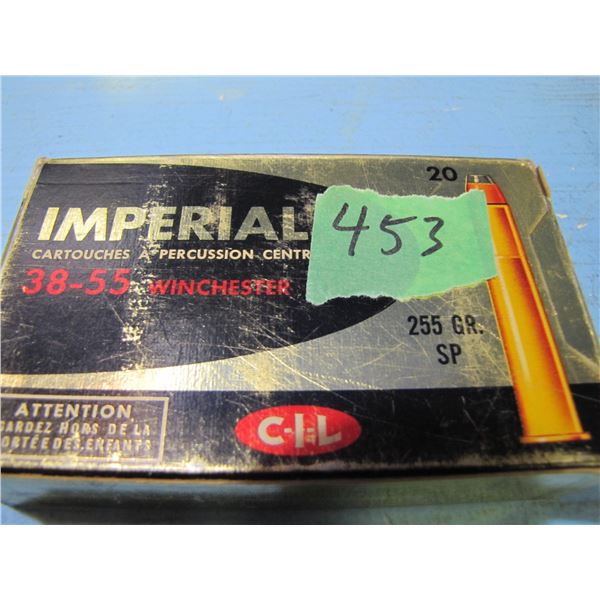 20
IMPERIAL
453
CARTOUCHES À PERCUSSION CENTR
38-55 WINCHESTER
255 GR.
SP
C-I-L
ATTENTION
GARDEZ HORS DE LA
PORTÉE DES ENFANTS